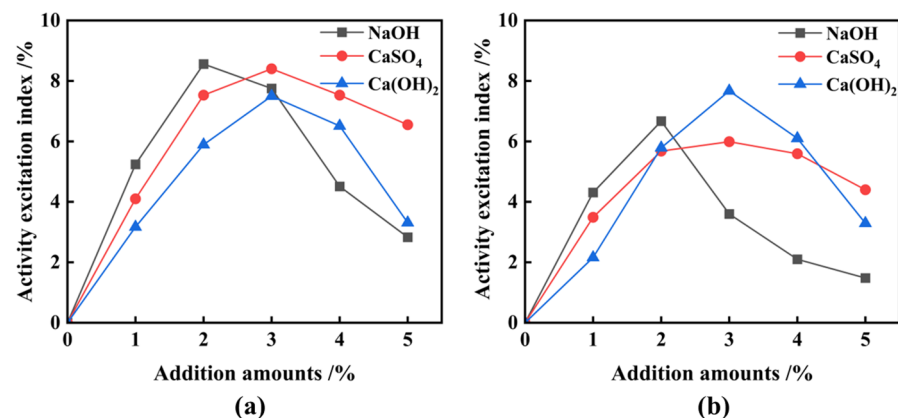 10
8
6
4
2
0
Activity excitation index /%
NaOH
CaSO4
Ca(OH)2
0 1 2 3 4 5
Addition amounts /%
(a)
10
8
6
4
2
0
Activity excitation index /%
NaOH
CaSO4
Ca(OH)2
0 1 2 3 4 5
Addition amounts /%
(b)